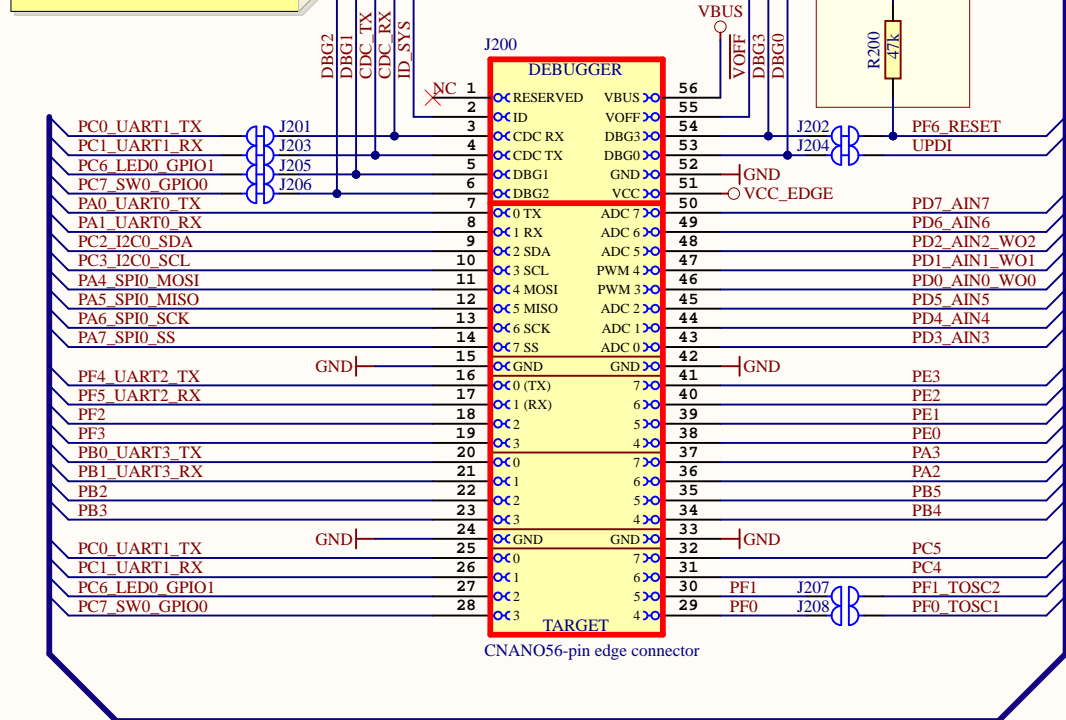 DBG2
DBG1
CDC_TX
CDC_RX
ID_SYS
VBUS
VOFF
DBG3
DBG0
R200
47k
J200
DEBUGGER
NC 1 RESERVED VBUS 56
2 ID VOFF 55
PC0_UART1_TX J201 3 CDC RX DBG3 54 J202 PF6_RESET
PC1_UART1_RX J203 4 CDC TX DBG0 53 J204 UPDI
PC6_LED0_GPIO1 J205 5 DBG1 GND 52 GND
PC7_SW0_GPIO0 J206 6 DBG2 VCC 51 VCC_EDGE
PA0_UART0_TX 7 0 TX ADC 7 50 PD7_AIN7
PA1_UART0_RX 8 1 RX ADC 6 49 PD6_AIN6
PC2_I2C0_SDA 9 2 SDA ADC 5 48 PD2_AIN2_WO2
PC3_I2C0_SCL 10 3 SCL PWM 4 47 PD1_AIN1_WO1
PA4_SPI0_MOSI 11 4 MOSI PWM 3 46 PD0_AIN0_WO0
PA5_SPI0_MISO 12 5 MISO ADC 2 45 PD5_AIN5
PA6_SPI0_SCK 13 6 SCK ADC 1 44 PD4_AIN4
PA7_SPI0_SS 14 7 SS ADC 0 43 PD3_AIN3
GND 15 GND GND 42 GND
PF4_UART2_TX 16 0 (TX) 7 41 PE3
PF5_UART2_RX 17 1 (RX) 6 40 PE2
PF2 18 2 5 39 PE1
PF3 19 3 4 38 PE0
PB0_UART3_TX 20 0 7 37 PA3
PB1_UART3_RX 21 1 6 36 PA2
PB2 22 2 5 35 PB5
PB3 23 3 4 34 PB4
GND 24 GND GND 33 GND
PC0_UART1_TX 25 0 7 32 PC5
PC1_UART1_RX 26 1 6 31 PC4
PC6_LED0_GPIO1 27 2 5 30 PF1 J207 PF1_TOSC2
PC7_SW0_GPIO0 28 3 4 29 PF0 J208 PF0_TOSC1
TARGET
CNANO56-pin edge connector